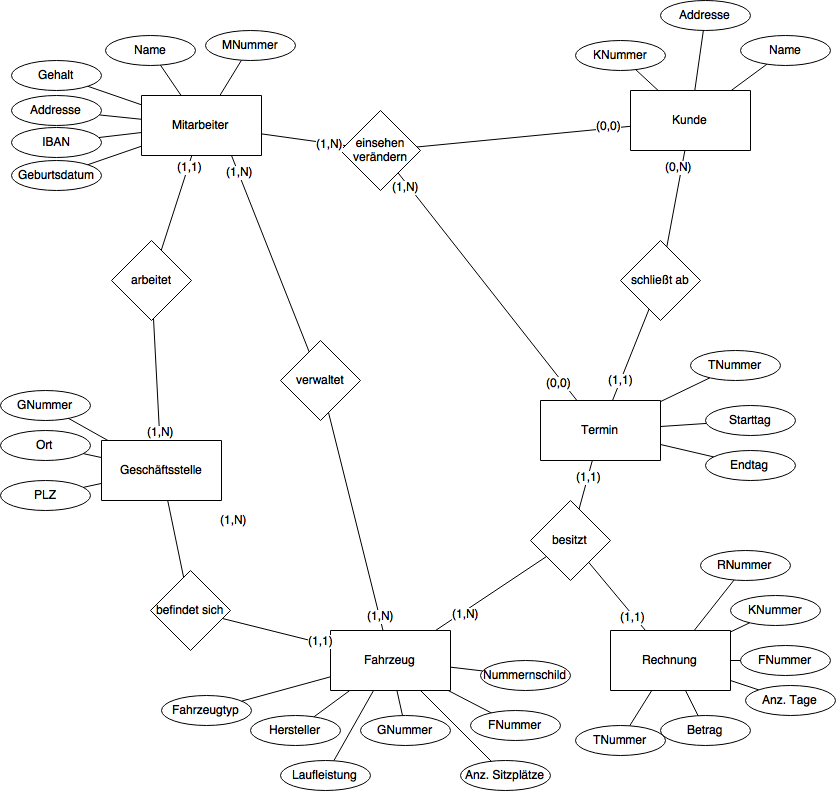 Addresse
Name
MNummer
KNummer
Name
Gehalt
Addresse
Mitarbeiter
Kunde
IBAN
(1,N)
einsehen
verändern
(0,0)
Geburtsdatum
(1,1)
(1,N)
(1,N)
(0,N)
arbeitet
schließt ab
verwaltet
TNummer
(0,0)
(1,1)
GNummer
Starttag
(1,N)
Termin
Ort
Geschäftsstelle
Endtag
PLZ
(1,1)
(1,N)
besitzt
RNummer
befindet sich
(1,N)
(1,N)
(1,1)
KNummer
(1,1)
Fahrzeug
Rechnung
FNummer
Nummernschild
Anz. Tage
Fahrzeugtyp
Hersteller
GNummer
FNummer
TNummer
Betrag
Laufleistung
Anz. Sitzplätze